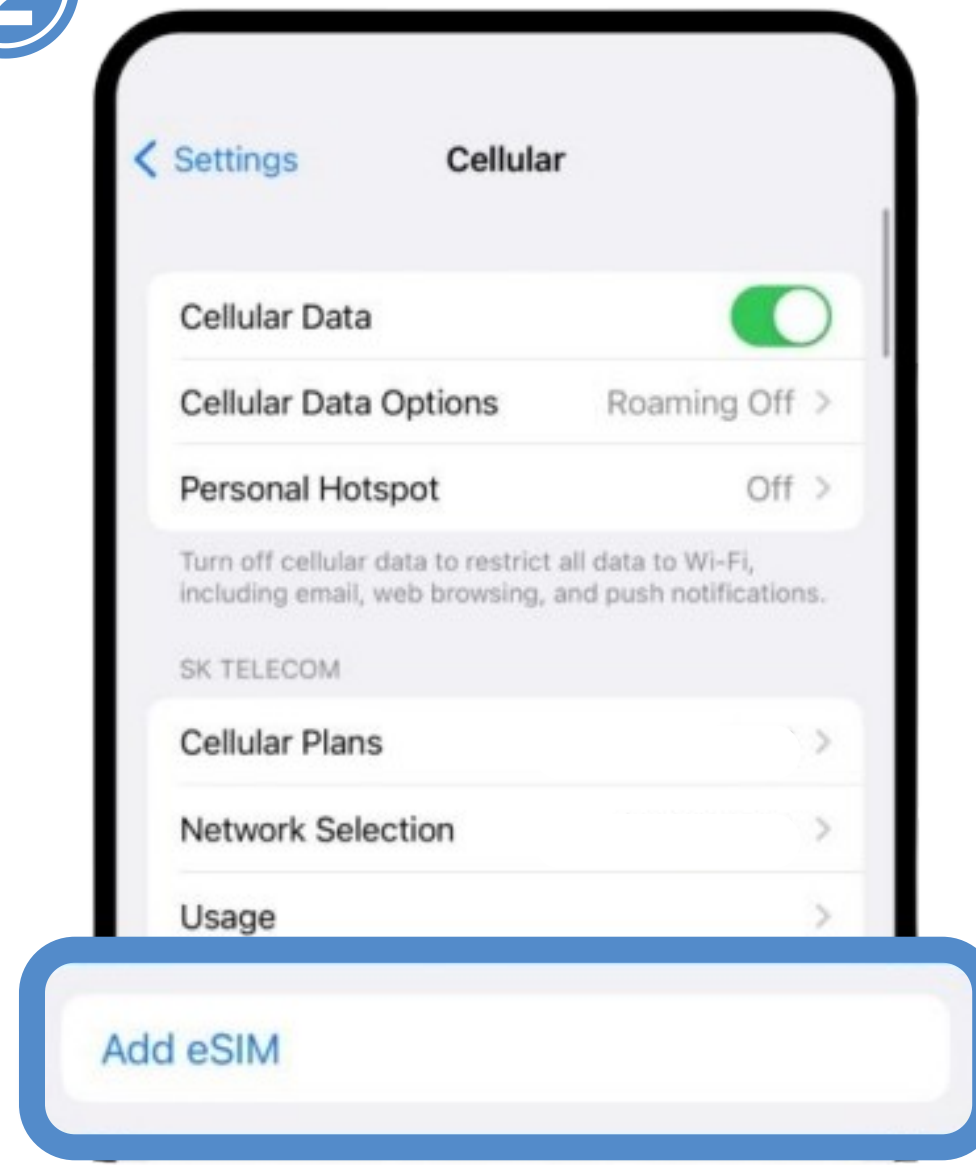 2
Settings
Cellular
Cellular Data
Cellular Data Options Roaming Off
Personal Hotspot Off
Turn off cellular data to restrict all data to Wi-Fi,
including email, web browsing, and push notifications.
SK TELECOM
Cellular Plans
Network Selection
Usage
Add eSIM